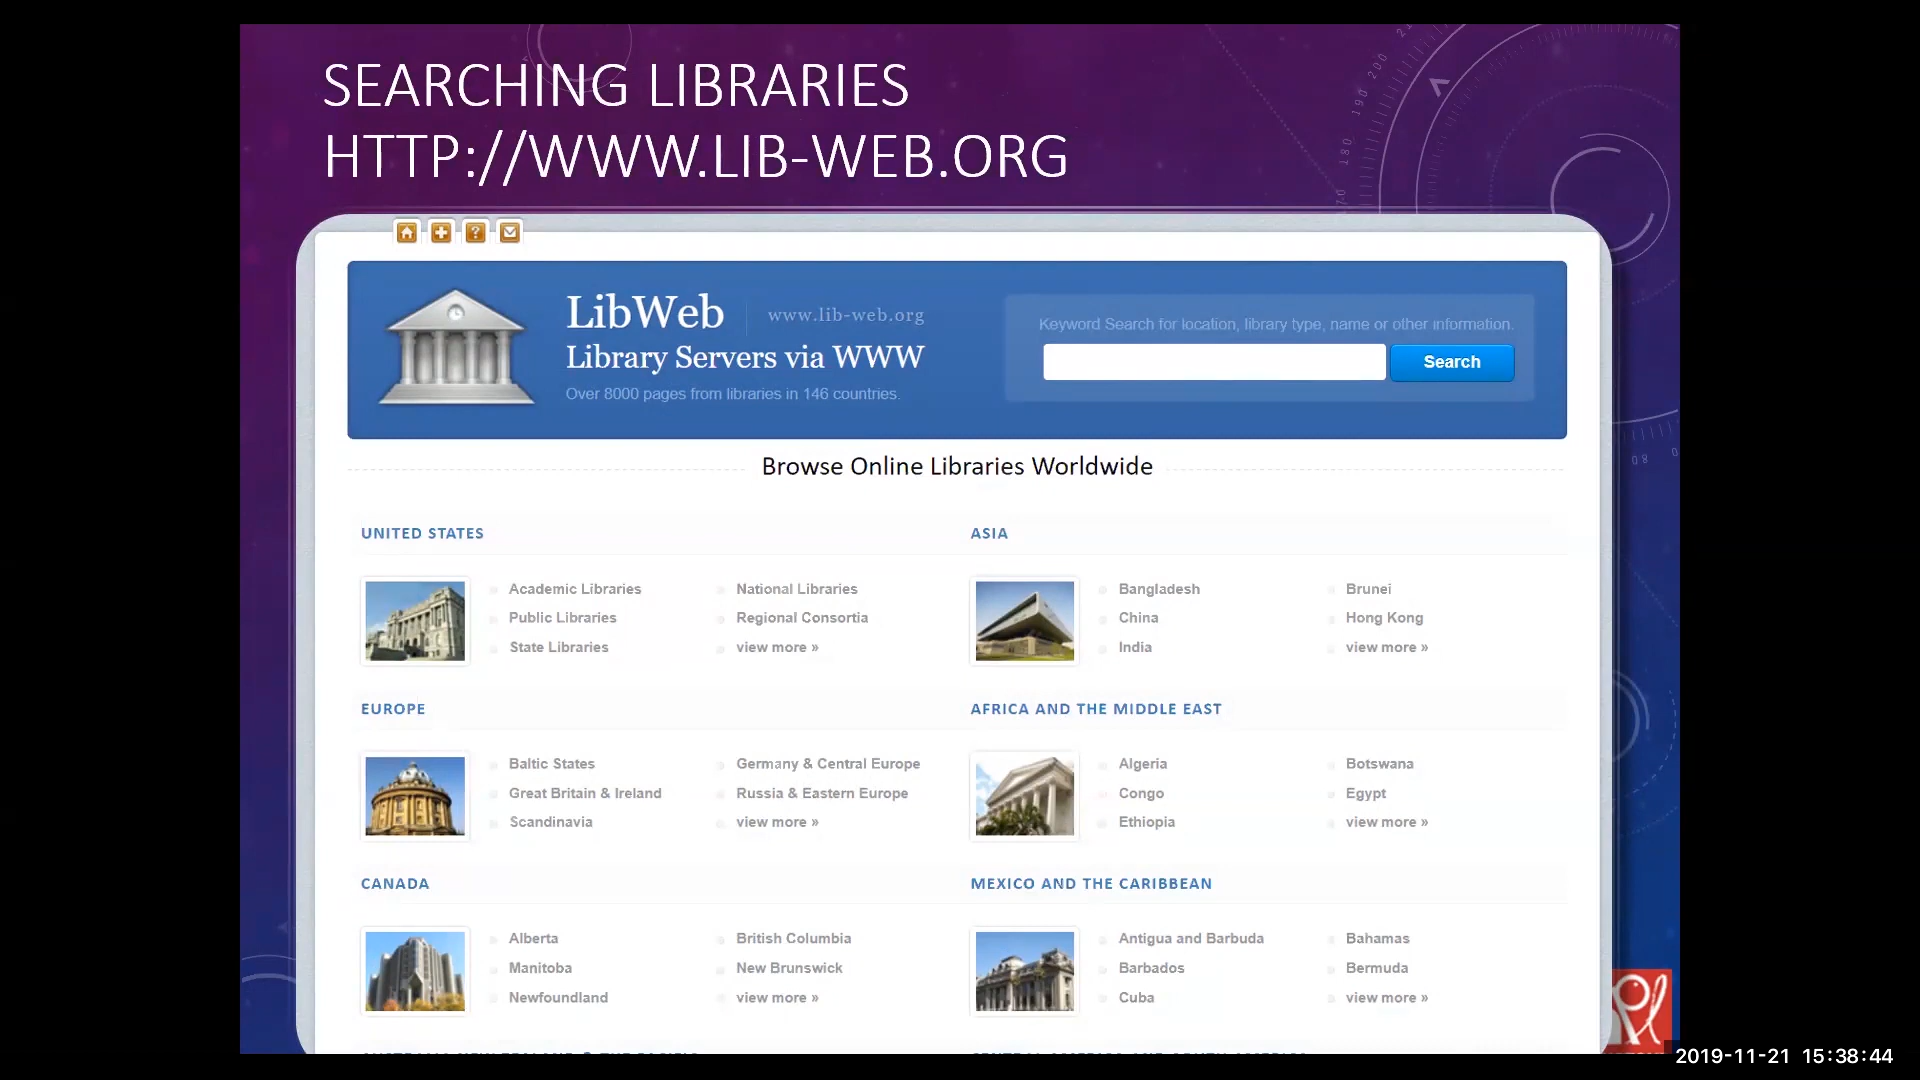 SEARCHING LIBRARIES
HTTP://WWW.LIB-WEB.ORG
LibWeb www.lib-web.org
Library Servers via WWW
Over 8000 pages from libraries in 146 countries.
Keyword Search for location, library type, name or other information.
Search
Browse Online Libraries Worldwide
UNITED STATES
Academic Libraries National Libraries
Public Libraries Regional Consortia
State Libraries view more »
ASIA
Bangladesh Brunei
China Hong Kong
India view more »
EUROPE
Baltic States Germany & Central Europe
Great Britain & Ireland Russia & Eastern Europe
Scandinavia view more »
AFRICA AND THE MIDDLE EAST
Algeria Botswana
Congo Egypt
Ethiopia view more »
CANADA
Alberta British Columbia
Manitoba New Brunswick
Newfoundland view more »
MEXICO AND THE CARIBBEAN
Antigua and Barbuda Bahamas
Barbados Bermuda
Cuba view more »
200
190
180
2019-11-21 15:38:44